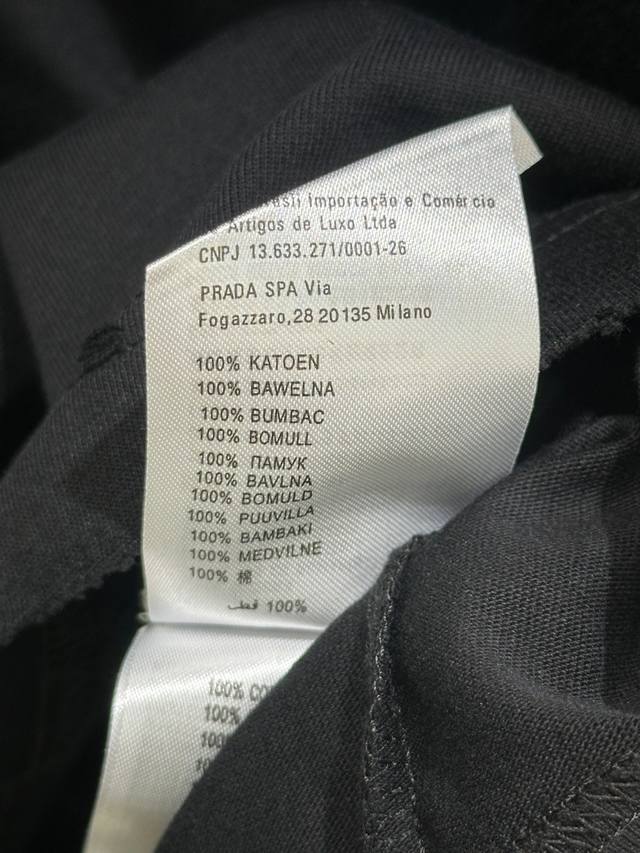 Importação e Comércio
Artigos de Luxo Ltda
CNPJ 13.633.271/0001-26
PRADA SPA Via
Fogazzaro,28 20135 Milano
100% KATOEN
100% BAWELNA
100% BUMBAC
100% BOMULL
100% ПАМУК
100% BAVLNA
100% BOMULD
100% PUUVILLA
100% BAMBAKI
100% MEDVILNE
100% 棉
100% قطن
100%
100%
100